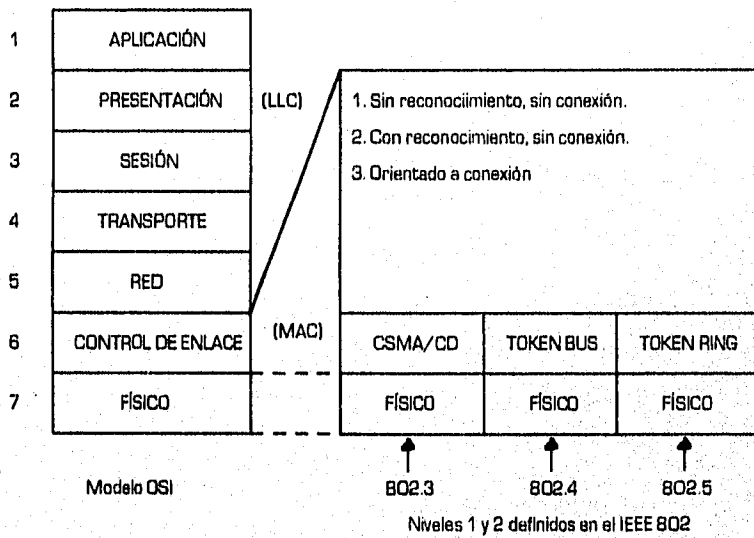 1 APLICACIÓN
2 PRESENTACIÓN (LLC)
3 SESIÓN
4 TRANSPORTE
5 RED
6 CONTROL DE ENLACE (MAC)
7 FÍSICO
Modelo OSI
1. Sin reconociimiento, sin conexión.
2. Con reconocimiento, sin conexión.
3. Orientado a conexión
CSMA/CD TOKEN BUS TOKEN RING
FÍSICO FÍSICO FÍSICO
802.3 802.4 802.5
Niveles 1 y 2 definidos en el IEEE 802